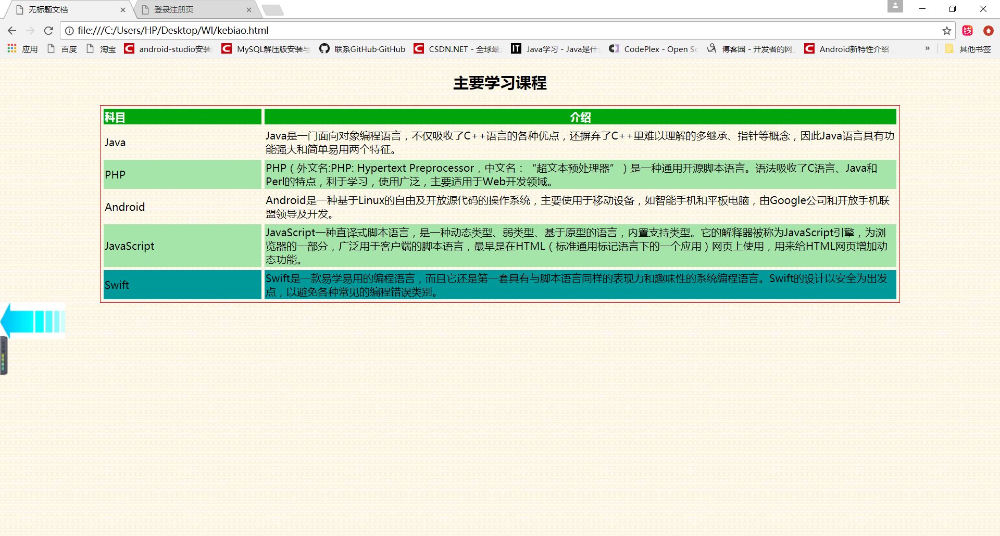 无标题文档
登录注册页
file:///C:/Users/HP/Desktop/WI/kebiao.html
钱
应用 百度 淘宝 android-studio安装 MySQL解压版安装与 联系GitHub·GitHub CSDN.NET - 全球最 IT Java学习 - Java是什 CodePlex - Open Sc 博客园 - 开发者的网 Android新特性介绍 » 其他书签
主要学习课程
科目 介绍
Java
Java是一门面向对象编程语言，不仅吸收了C++语言的各种优点，还摒弃了C++里难以理解的多继承、指针等概念，因此Java语言具有功
能强大和简单易用两个特征。
PHP
PHP（外文名:PHP: Hypertext Preprocessor，中文名：“超文本预处理器”）是一种通用开源脚本语言。语法吸收了C语言、Java和
Perl的特点，利于学习，使用广泛，主要适用于Web开发领域。
Android
Android是一种基于Linux的自由及开放源代码的操作系统，主要使用于移动设备，如智能手机和平板电脑，由Google公司和开放手机联
盟领导及开发。
JavaScript
JavaScript一种直译式脚本语言，是一种动态类型、弱类型、基于原型的语言，内置支持类型。它的解释器被称为JavaScript引擎，为浏
览器的一部分，广泛用于客户端的脚本语言，最早是在HTML（标准通用标记语言下的一个应用）网页上使用，用来给HTML网页增加动
态功能。
Swift
Swift是一款易学易用的编程语言，而且它还是第一套具有与脚本语言同样的表现力和趣味性的系统编程语言。Swift的设计以安全为出发
点，以避免各种常见的编程错误类别。